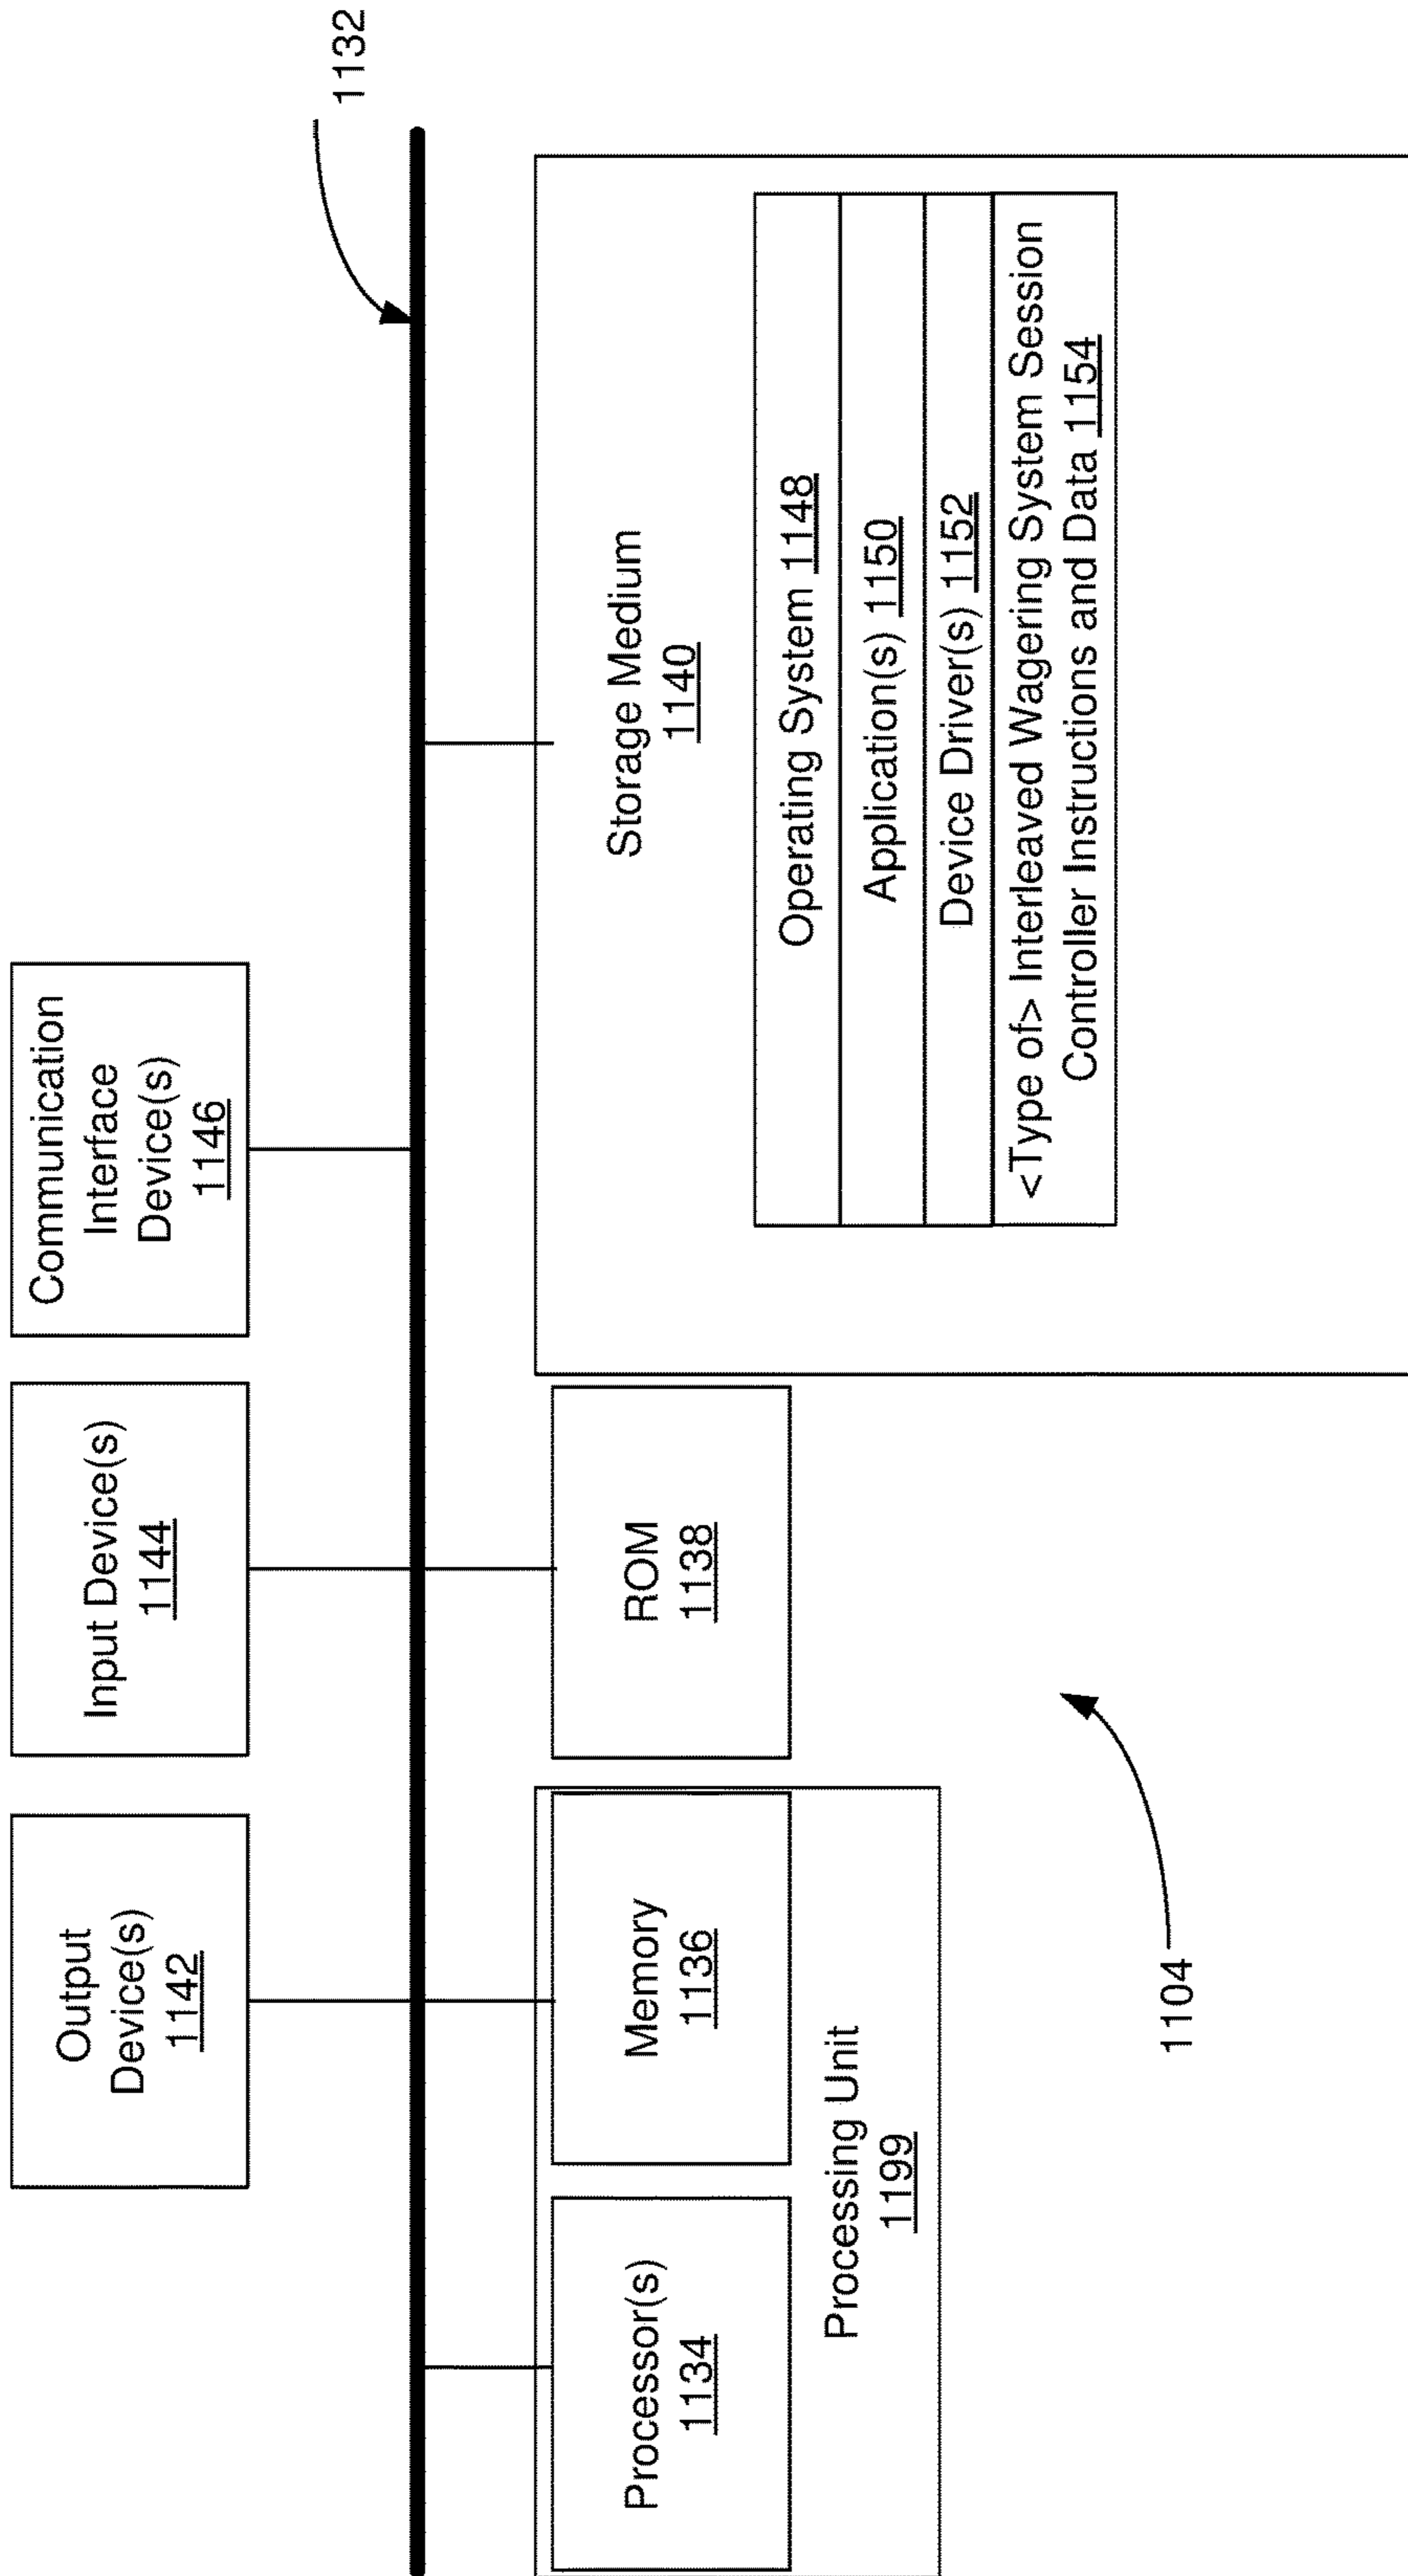 Output
Device(s)
1142
Input Device(s)
1144
Communication
Interface
Device(s)
1146
1132
Processor(s)
1134
Memory
1136
Processing Unit
1199
ROM
1138
Storage Medium
1140
Operating System 1148
Application(s) 1150
Device Driver(s) 1152
<Type of> Interleaved Wagering System Session
Controller Instructions and Data 1154
1104